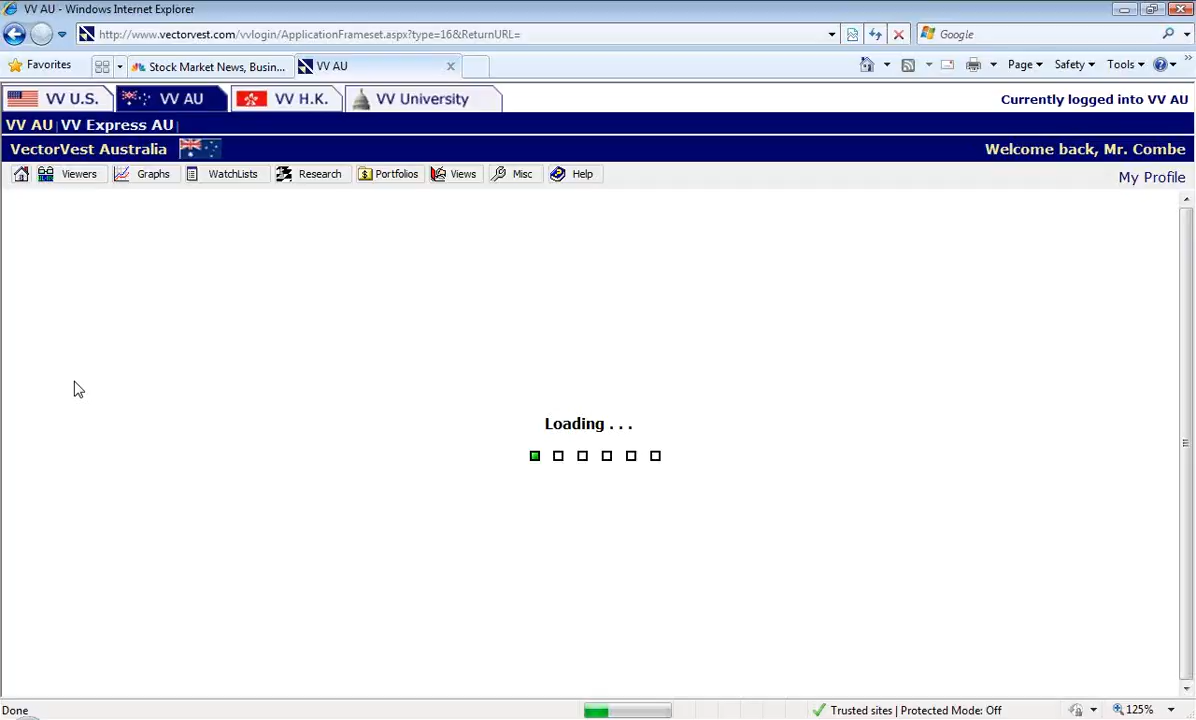 VV AU - Windows Internet Explorer
http://www.vectorvest.com/vvlogin/ApplicationFrameset.aspx?type=16&ReturnURL=
Google
Favorites
Stock Market News, Busin...
VV AU
Page
Safety
Tools
VV U.S.
VV AU
VV H.K.
VV University
Currently logged into VV AU
VV AU | VV Express AU |
VectorVest Australia
Welcome back, Mr. Combe
Viewers
Graphs
WatchLists
Research
Portfolios
Views
Misc
Help
My Profile
Loading . . .
Done
Trusted sites | Protected Mode: Off
125%